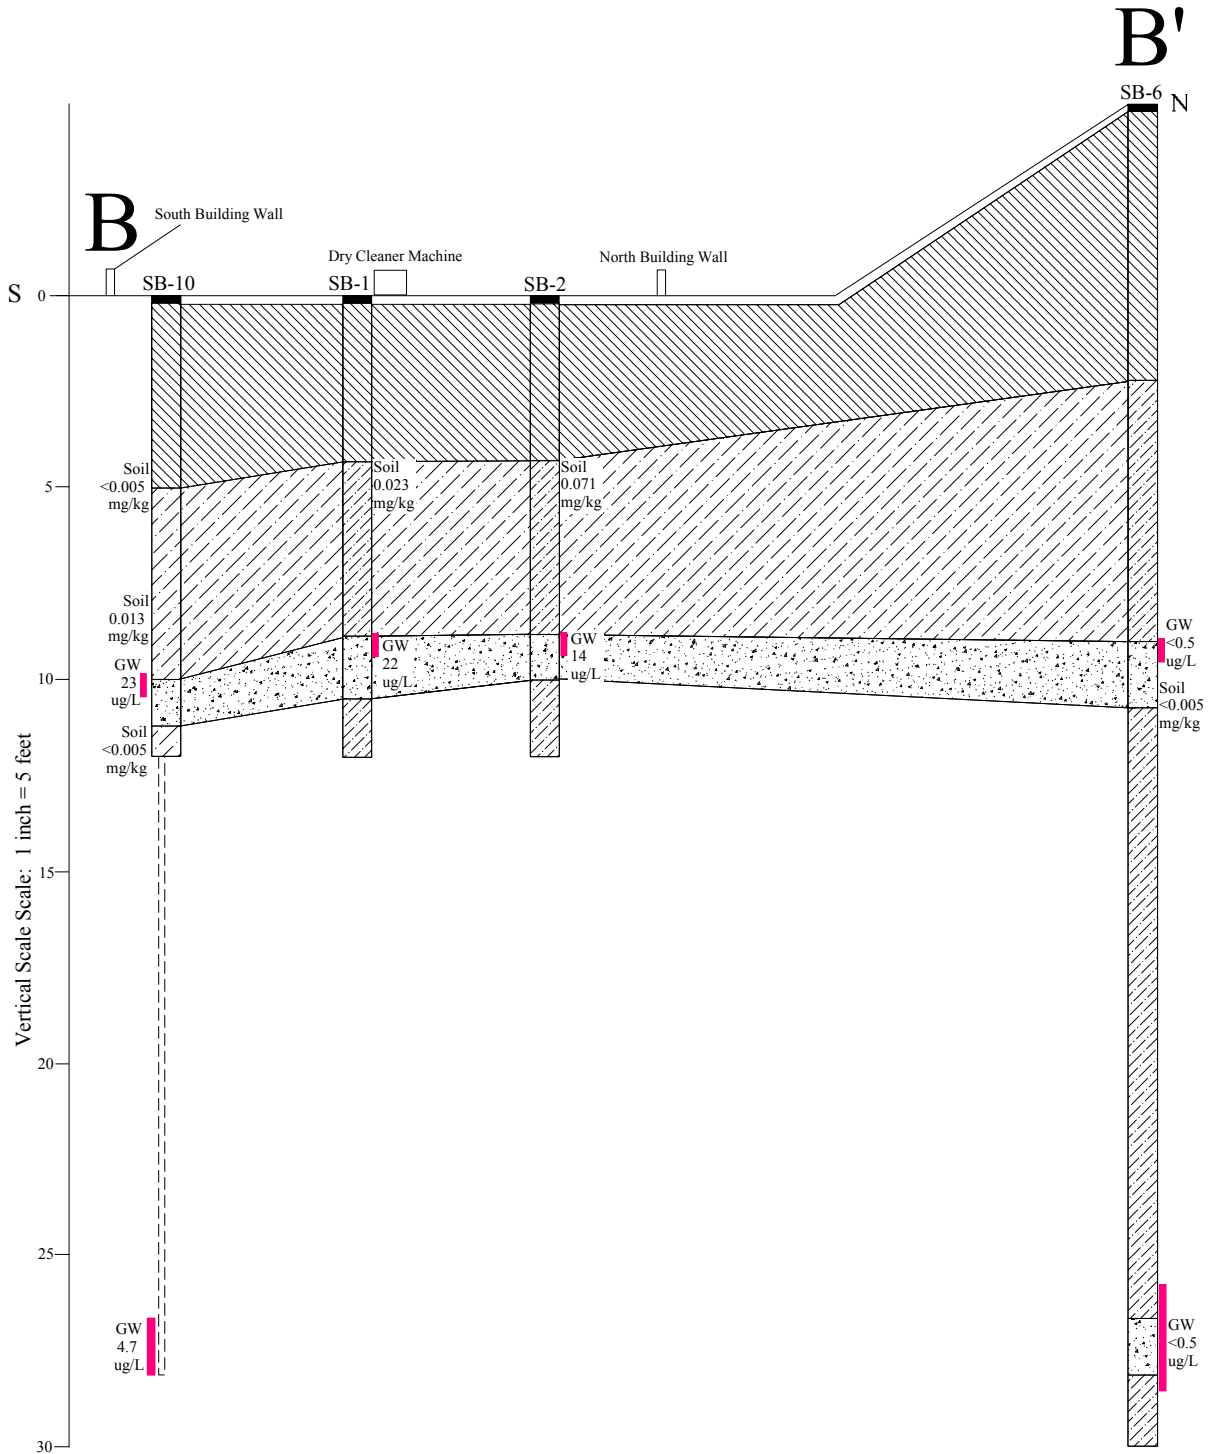 B'
SB-6 N
B
South Building Wall
Dry Cleaner Machine
North Building Wall
SB-10
SB-1
SB-2
S
0
Soil
<0.005
mg/kg
Soil
0.023
mg/kg
Soil
0.071
mg/kg
5
Soil
0.013
mg/kg
GW
23
ug/L
GW
22
ug/L
GW
14
ug/L
GW
<0.5
ug/L
10
Soil
<0.005
mg/kg
Soil
<0.005
mg/kg
Vertical Scale Scale: 1 inch = 5 feet
15
20
25
GW
4.7
ug/L
GW
<0.5
ug/L
30